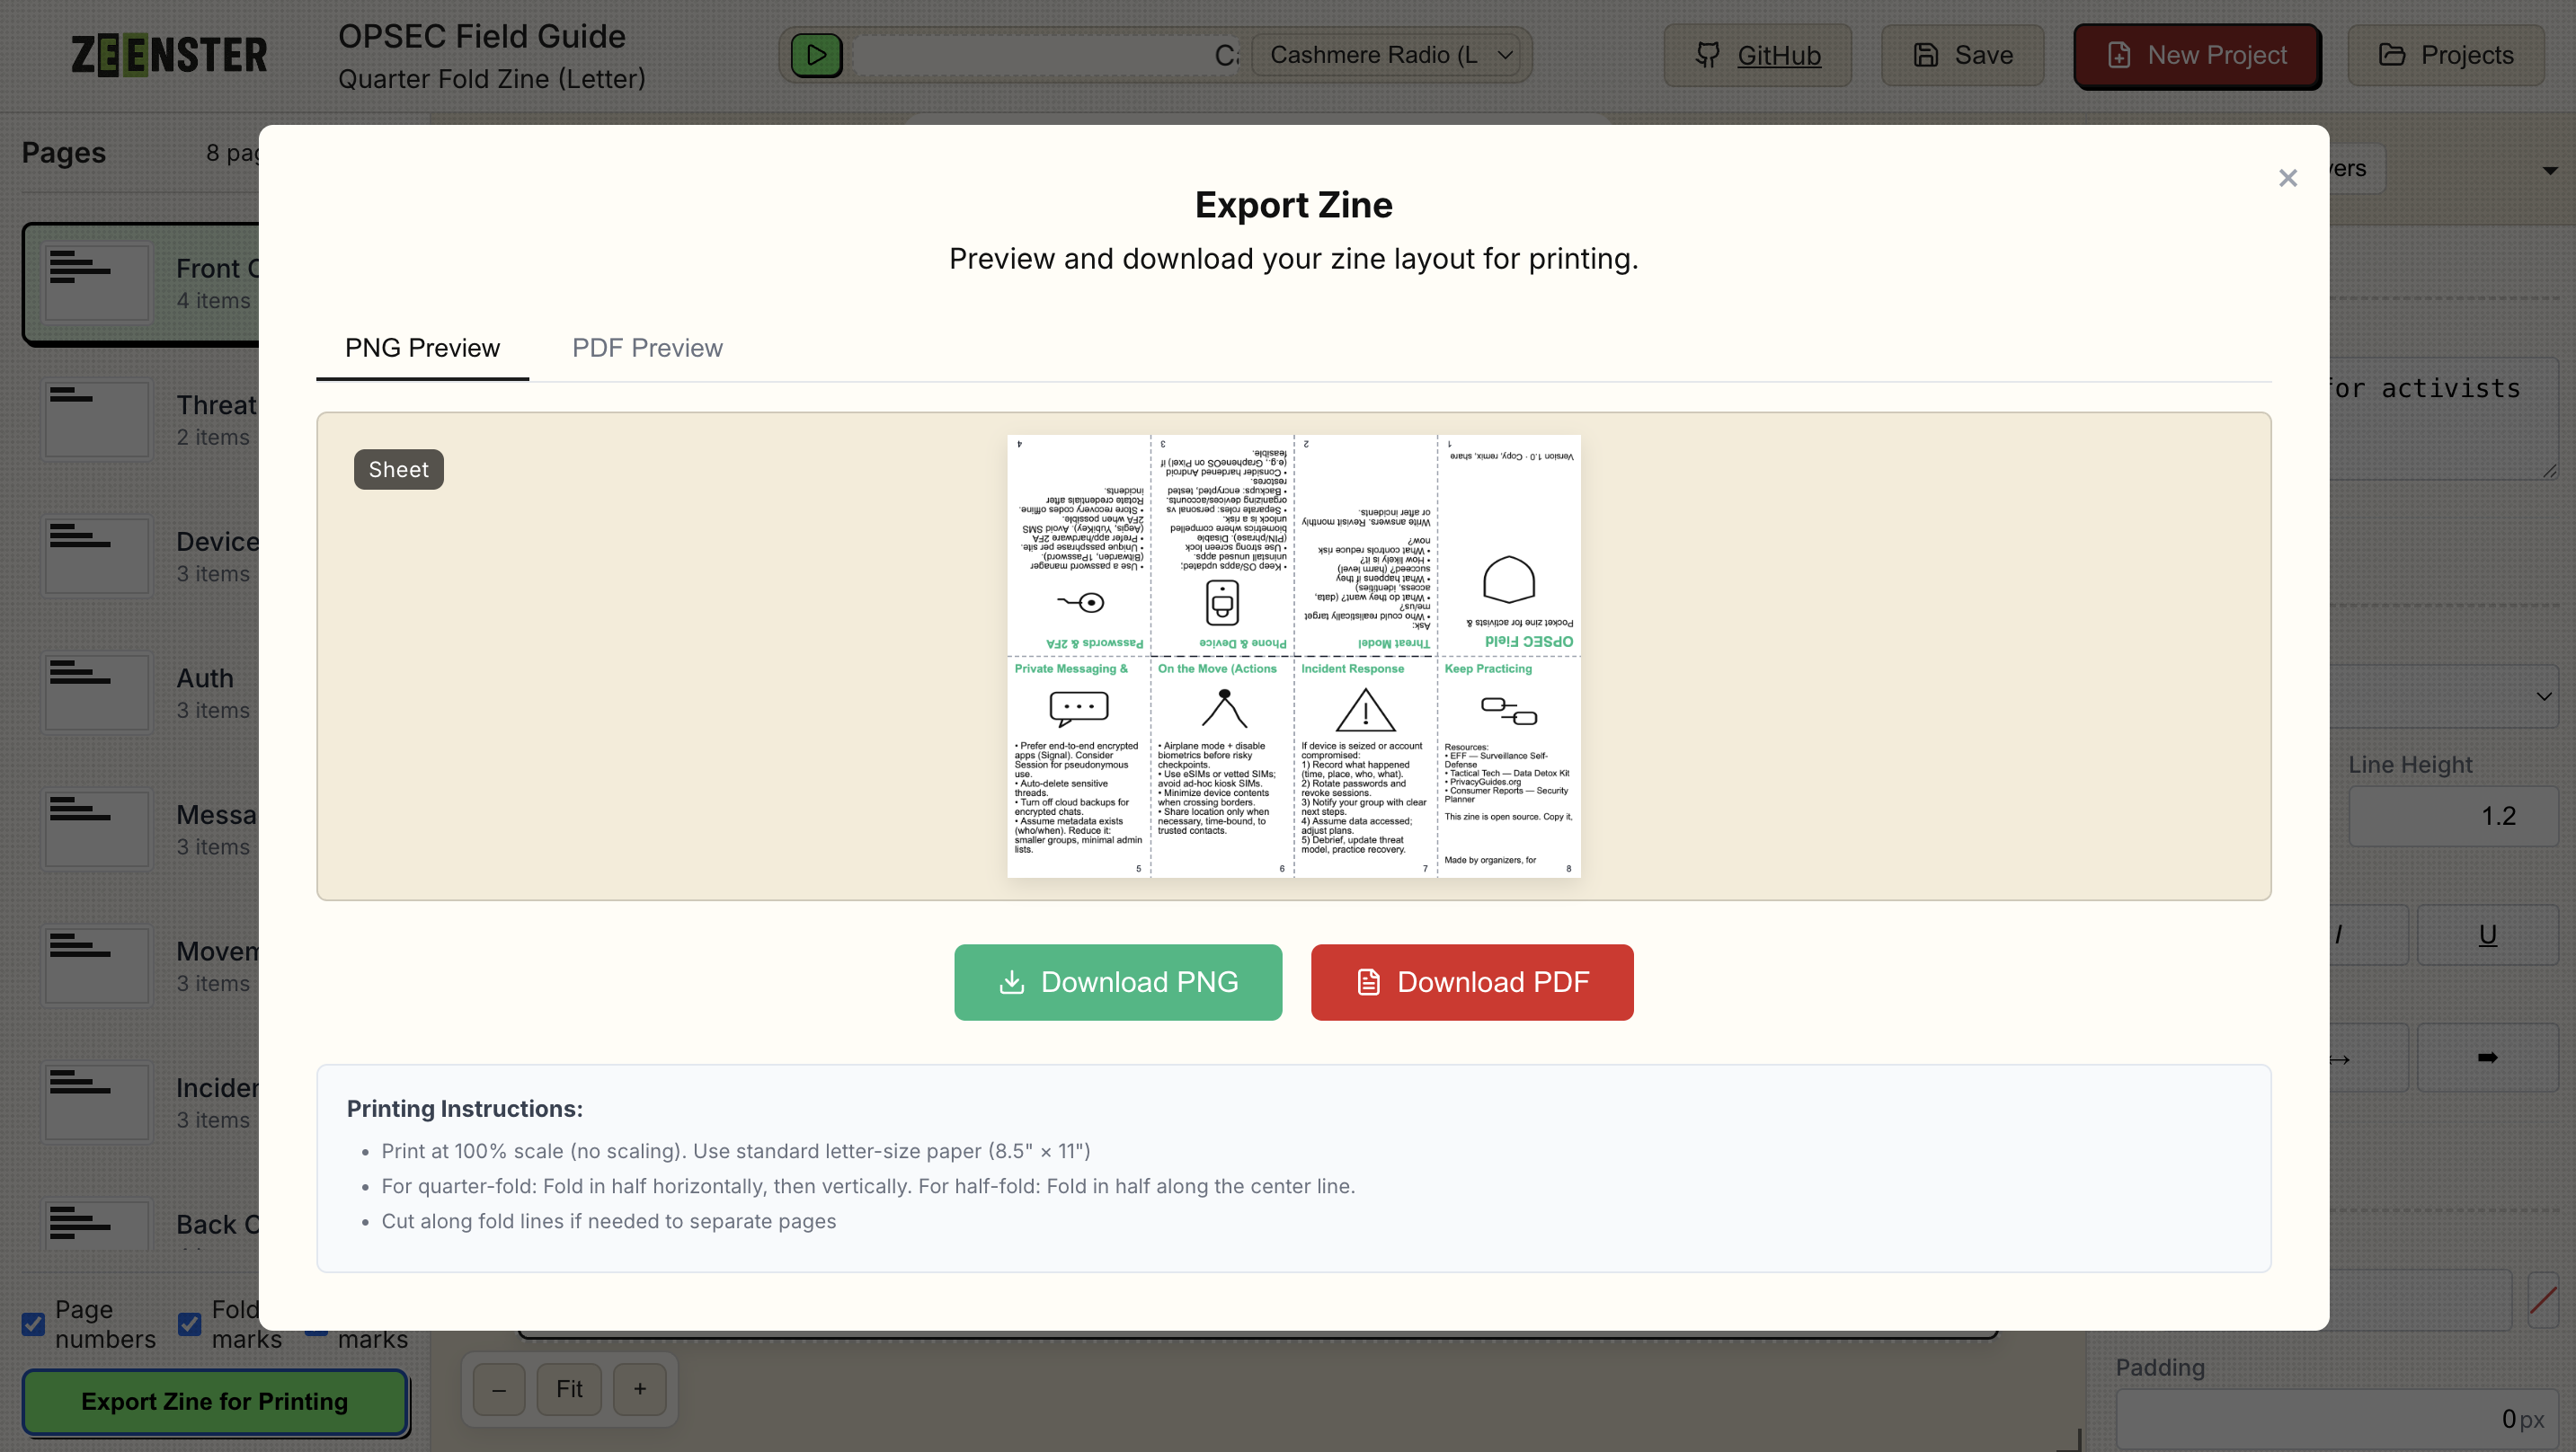 ZEENSTER
OPSEC Field Guide
Quarter Fold Zine (Letter)
Cashmere Radio (L
GitHub
Save
New Project
Projects
Pages
8 pag
Front C
4 items
Threat
2 items
Device
3 items
Auth
3 items
Messa
3 items
Movem
3 items
Inciden
3 items
Back C
Page
numbers
Fold
marks
marks
Export Zine for Printing
×
Export Zine
Preview and download your zine layout for printing.
PNG Preview
PDF Preview
Sheet
4
Passwords & 2FA
• Use a password manager
(Bitwarden, 1Password).
• Unique passphrase per site.
• Prefer app/hardware 2FA
(Aegis, YubiKey). Avoid SMS
2FA when possible.
• Store recovery codes offline.
Rotate credentials after
incidents.
3
Phone & Device
• Keep OS/apps updated;
uninstall unused apps.
• Use strong screen lock
(PIN/phrase). Disable
biometrics where compelled
unlock is a risk.
• Separate roles: personal vs
organizing devices/accounts.
• Backups: encrypted, tested
restores.
• Consider hardened Android
(e.g., GrapheneOS on Pixel) if
feasible.
2
Threat Model
Ask:
• Who could realistically target
me/us?
• What do they want? (data,
access, identities)
• What happens if they
succeed? (harm level)
• How likely is it?
• What controls reduce risk
now?
Write answers. Revisit monthly
or after incidents.
1
OPSEC Field
Pocket zine for activists &
Version 1.0 · Copy, remix, share
Private Messaging &
• Prefer end-to-end encrypted
apps (Signal). Consider
Session for pseudonymous
use.
• Auto-delete sensitive
threads.
• Turn off cloud backups for
encrypted chats.
• Assume metadata exists
(who/when). Reduce it:
smaller groups, minimal admin
lists.
5
On the Move (Actions
• Airplane mode + disable
biometrics before risky
checkpoints.
• Use eSIMs or vetted SIMs;
avoid ad-hoc kiosk SIMs.
• Minimize device contents
when crossing borders.
• Share location only when
necessary, time-bound, to
trusted contacts.
6
Incident Response
If device is seized or account
compromised:
1) Record what happened
(time, place, who, what).
2) Rotate passwords and
revoke sessions.
3) Notify your group with clear
next steps.
4) Assume data accessed;
adjust plans.
5) Debrief, update threat
model, practice recovery.
7
Keep Practicing
Resources:
• EFF — Surveillance Self-
Defense
• Tactical Tech — Data Detox Kit
• PrivacyGuides.org
• Consumer Reports — Security
Planner
This zine is open source. Copy it,
Made by organizers, for
8
Download PNG
Download PDF
Printing Instructions:
• Print at 100% scale (no scaling). Use standard letter-size paper (8.5" × 11")
• For quarter-fold: Fold in half horizontally, then vertically. For half-fold: Fold in half along the center line.
• Cut along fold lines if needed to separate pages
– Fit +
yers
for activists
Line Height
1.2
I
U
Padding
0 px